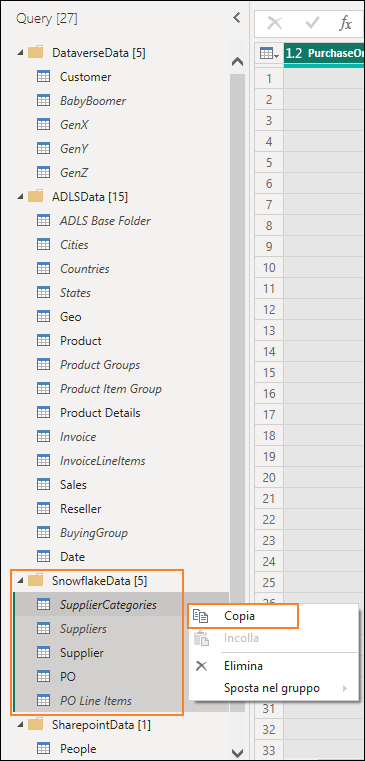 Query [27]
fx
DataverseData [5]
1.2 PurchaseOr
Customer
BabyBoomer
GenX
GenY
GenZ
ADLSData [15]
ADLS Base Folder
Cities
Countries
States
Geo
Product
Product Groups
Product Item Group
Product Details
Invoice
InvoiceLineItems
Sales
Reseller
BuyingGroup
Date
SnowflakeData [5]
SupplierCategories
Suppliers
Supplier
PO
PO Line Items
SharepointData [1]
People
1
2
3
4
5
6
7
8
9
10
11
12
13
14
15
16
17
18
19
20
21
22
23
24
25
Copia
Incolla
Elimina
Sposta nel gruppo
31
32
33